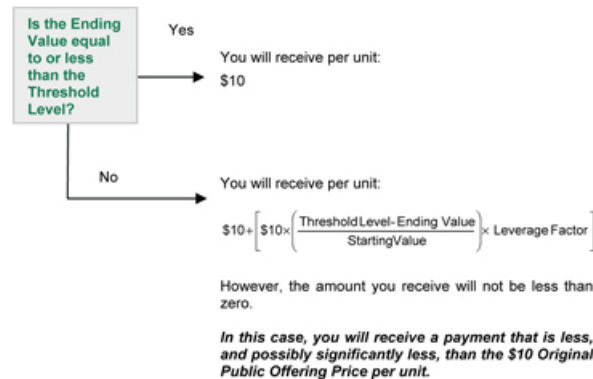 Is the Ending
Value equal
to or less
than the
Threshold
Level?
Yes
You will receive per unit:
$10
No
You will receive per unit:
$10+[$10×(Threshold Level-Ending Value/Starting Value)× Leverage Factor]
However, the amount you receive will not be less than
zero.
In this case, you will receive a payment that is less,
and possibly significantly less, than the $10 Original
Public Offering Price per unit.